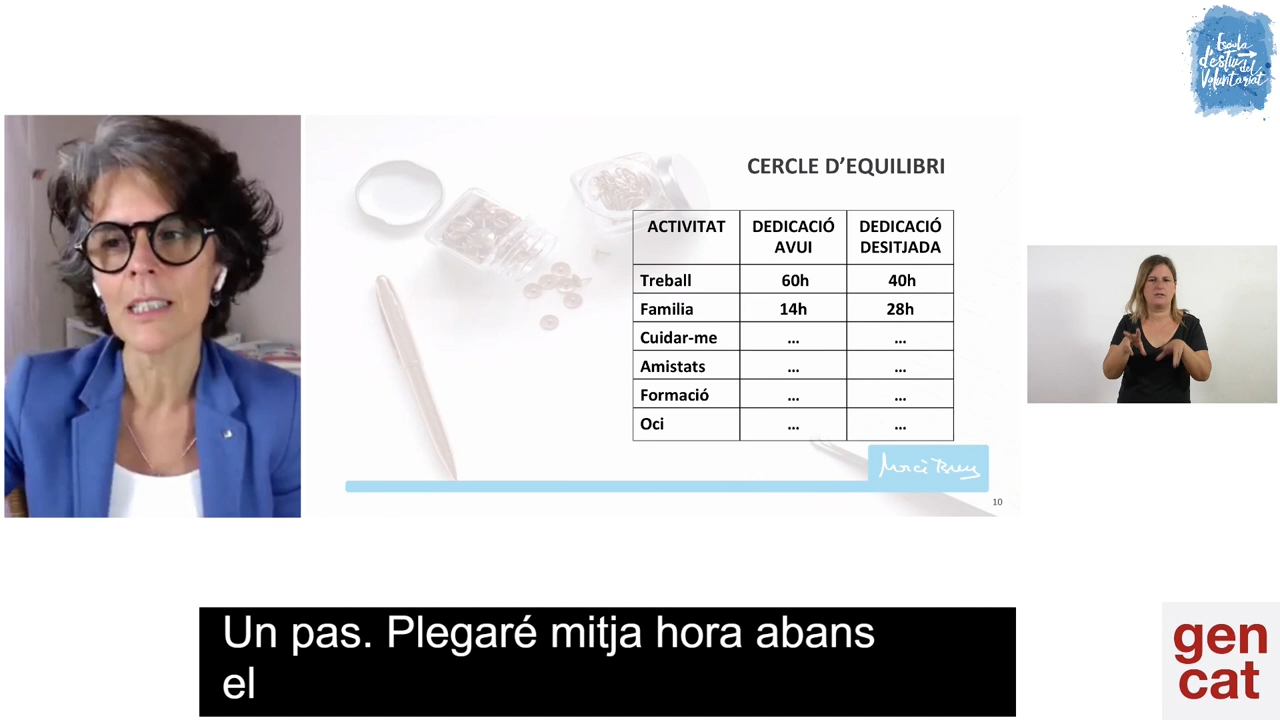 Escola
d'estiu del
Voluntariat
CERCLE D'EQUILIBRI
ACTIVITAT DEDICACIÓ AVUI DEDICACIÓ DESITJADA
Treball 60h 40h
Familia 14h 28h
Cuidar-me ... ...
Amistats ... ...
Formació ... ...
Oci ... ...
10
Un pas. Plegaré mitja hora abans
el
gen
cat